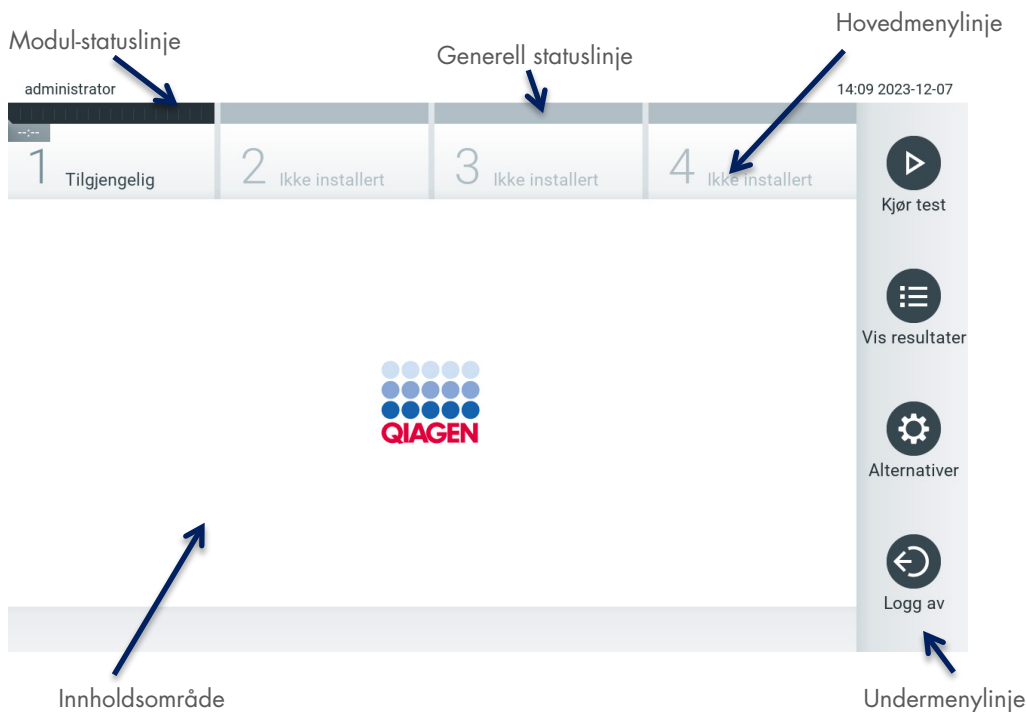 Hovedmenylinje
Modul-statuslinje
Generell statuslinje
administrator
14:09 2023-12-07
--:--
1 Tilgjengelig
2 Ikke installert
3 Ikke installert
4 Ikke installert
Kjør test
Vis resultater
QIAGEN
Alternativer
Logg av
Innholdsområde
Undermenylinje